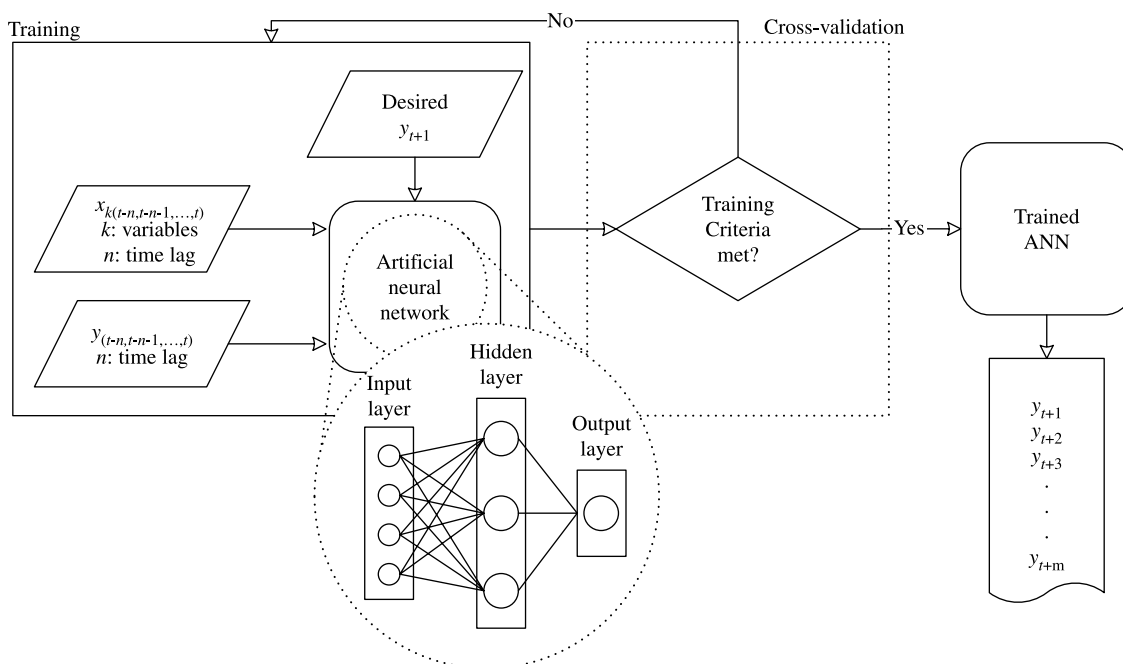 Training
No
Cross-validation
Desired
y_{t+1}
x_{k(t-n,t-n-1,…,t)}
k: variables
n: time lag
Artificial
neural
network
Training
Criteria
met?
Yes
Trained
ANN
y_{(t-n,t-n-1,…,t)}
n: time lag
Input
layer
Hidden
layer
Output
layer
y_{t+1}
y_{t+2}
y_{t+3}
.
.
.
y_{t+m}